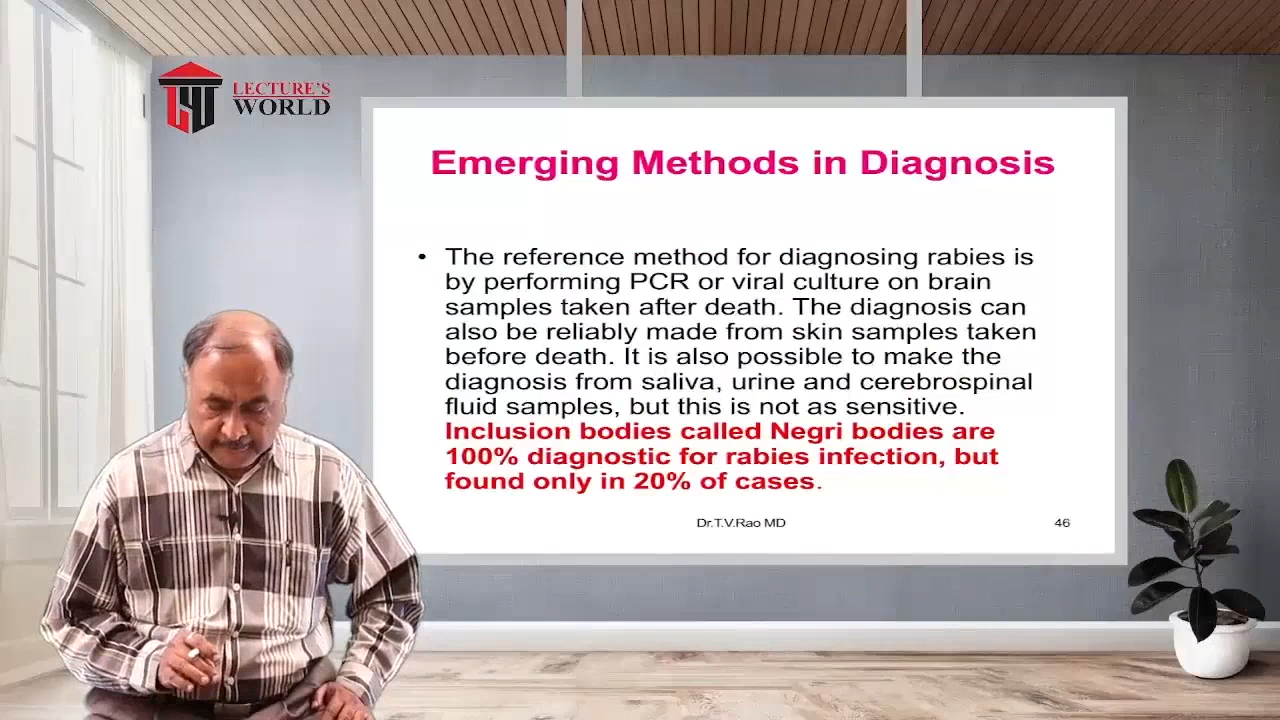 LECTURE'S
WORLD
Emerging Methods in Diagnosis
• The reference method for diagnosing rabies is
by performing PCR or viral culture on brain
samples taken after death. The diagnosis can
also be reliably made from skin samples taken
before death. It is also possible to make the
diagnosis from saliva, urine and cerebrospinal
fluid samples, but this is not as sensitive.
Inclusion bodies called Negri bodies are
100% diagnostic for rabies infection, but
found only in 20% of cases.
Dr.T.V.Rao MD
46